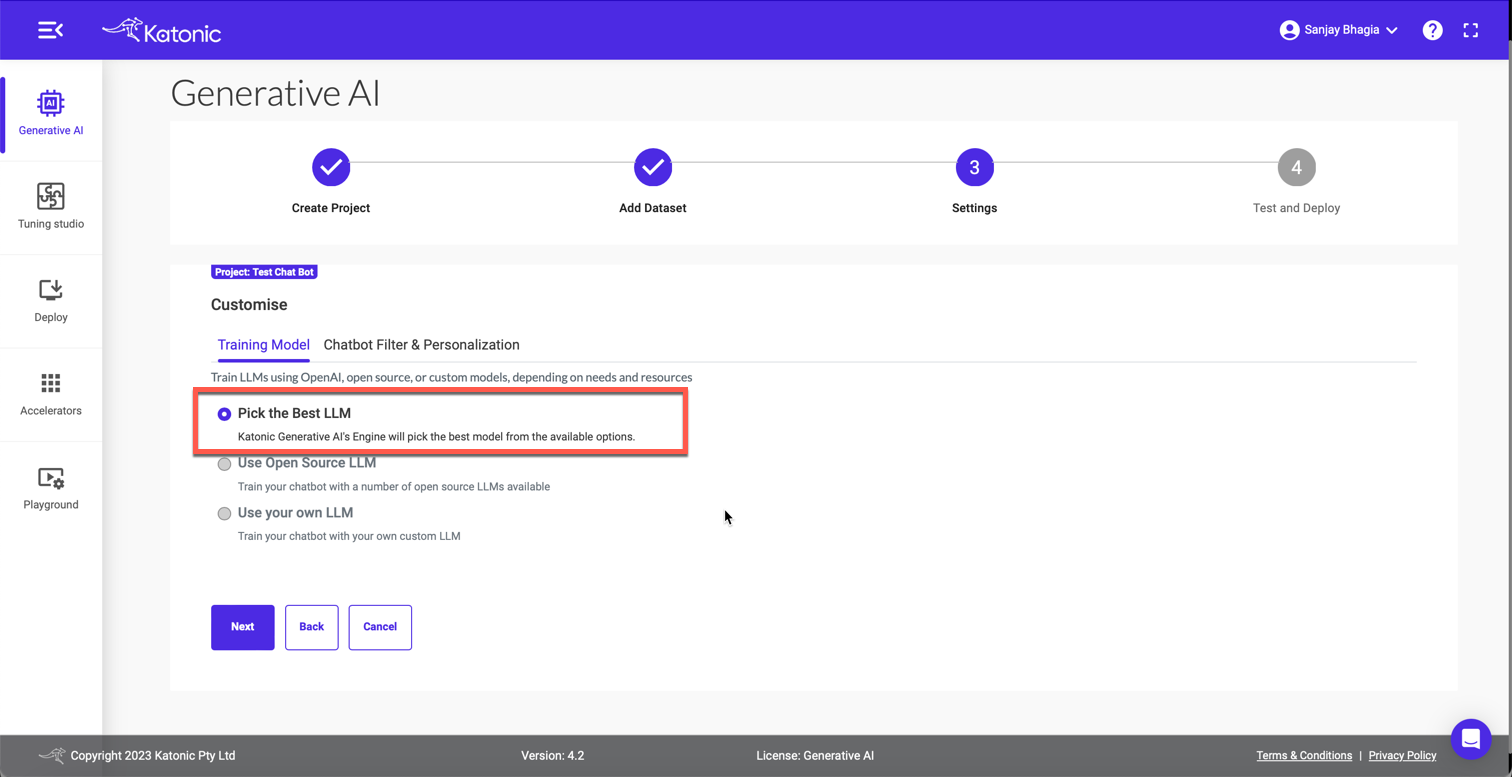 Katonic
Sanjay Bhagia
?
AI
Generative AI
Tuning studio
Deploy
Accelerators
Playground
Generative AI
3
4
Create Project
Add Dataset
Settings
Test and Deploy
Project: Test Chat Bot
Customise
Training Model
Chatbot Filter & Personalization
Train LLMs using OpenAI, open source, or custom models, depending on needs and resources
Pick the Best LLM
Katonic Generative AI's Engine will pick the best model from the available options.
Use Open Source LLM
Train your chatbot with a number of open source LLMs available
Use your own LLM
Train your chatbot with your own custom LLM
Next
Back
Cancel
Copyright 2023 Katonic Pty Ltd
Version: 4.2
License: Generative AI
Terms & Conditions | Privacy Policy